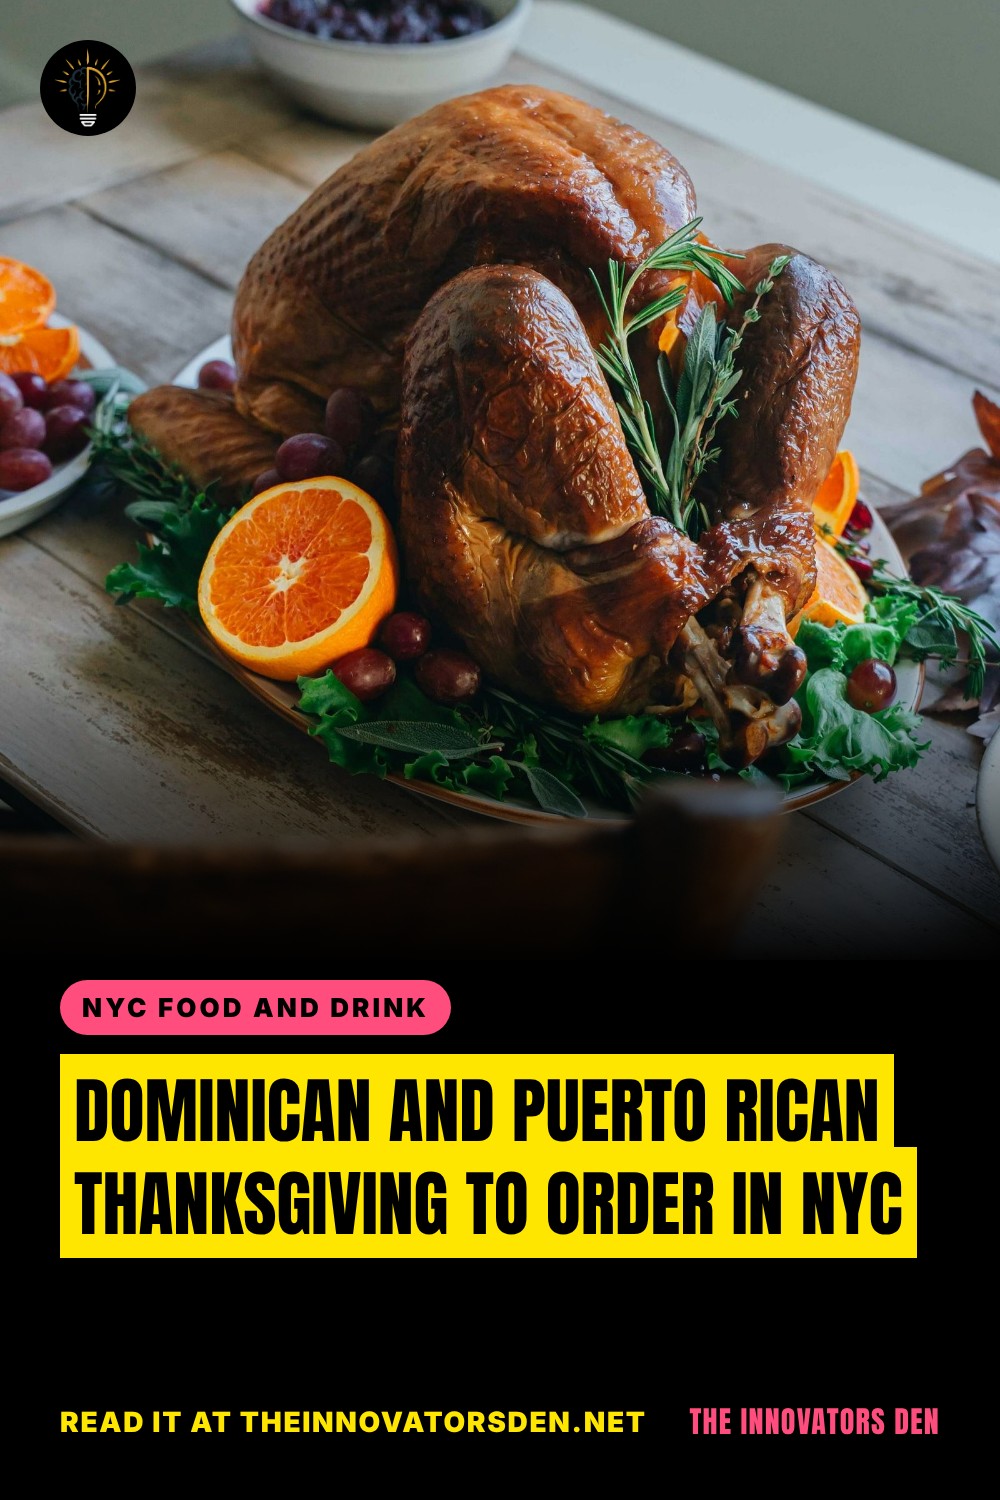 NYC FOOD AND DRINK
DOMINICAN AND PUERTO RICAN
THANKSGIVING TO ORDER IN NYC
READ IT AT THEINNOVATORSDEN.NET
THE INNOVATORS DEN